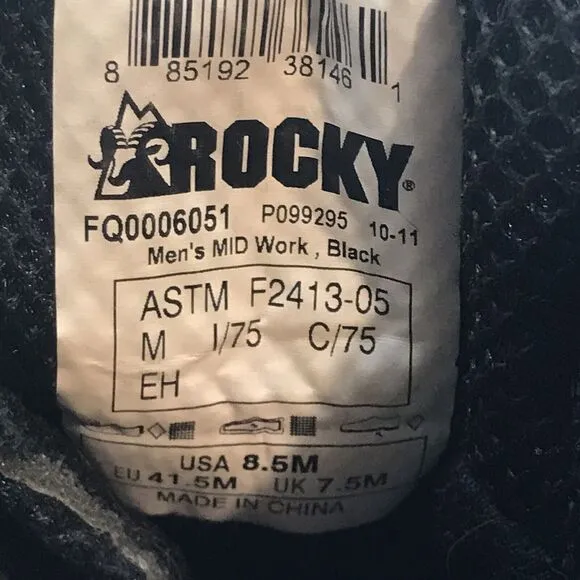 8 85192 38146 1
ROCKY®
FQ0006051 P099295 10-11
Men's MID Work , Black
ASTM F2413-05
M I/75 C/75
EH
USA 8.5M
EU 41.5M UK 7.5M
MADE IN CHINA